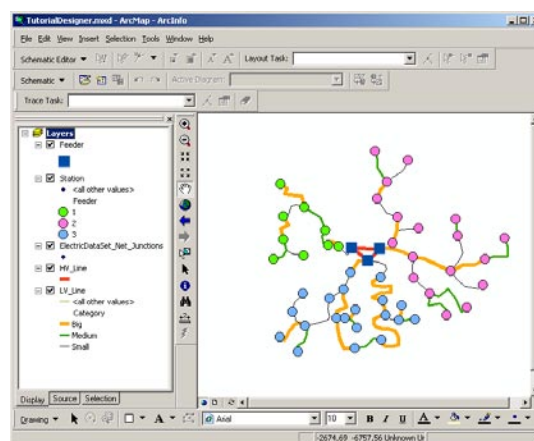 TutorialDesigner.mxd - ArcMap - ArcInfo
File Edit View Insert Selection Tools Window Help
Schematic Editor Layout Task:
Schematic Active Diagram:
Trace Task:
Layers
Feeder
Station
<all other values>
Feeder
1
2
3
ElectricDataSet_Net_Junctions
HV_Line
LV_Line
<all other values>
Category
Big
Medium
Small
Display Source Selection
Drawing A Arial 10 B I U A
-2674,69 -6757,56 Unknown Ur